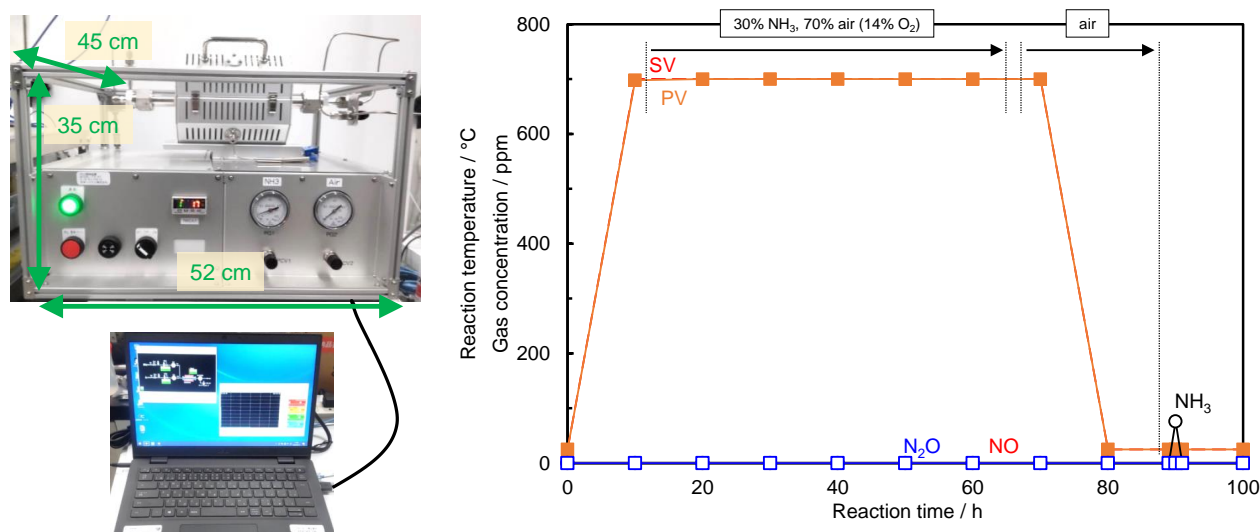 45 cm
35 cm
52 cm
NH3
Air
30% NH₃, 70% air (14% O₂)
air
SV
PV
N₂O
NO
NH₃
Reaction temperature / °C
Gas concentration / ppm
800
600
400
200
0
0
20
40
60
80
100
Reaction time / h